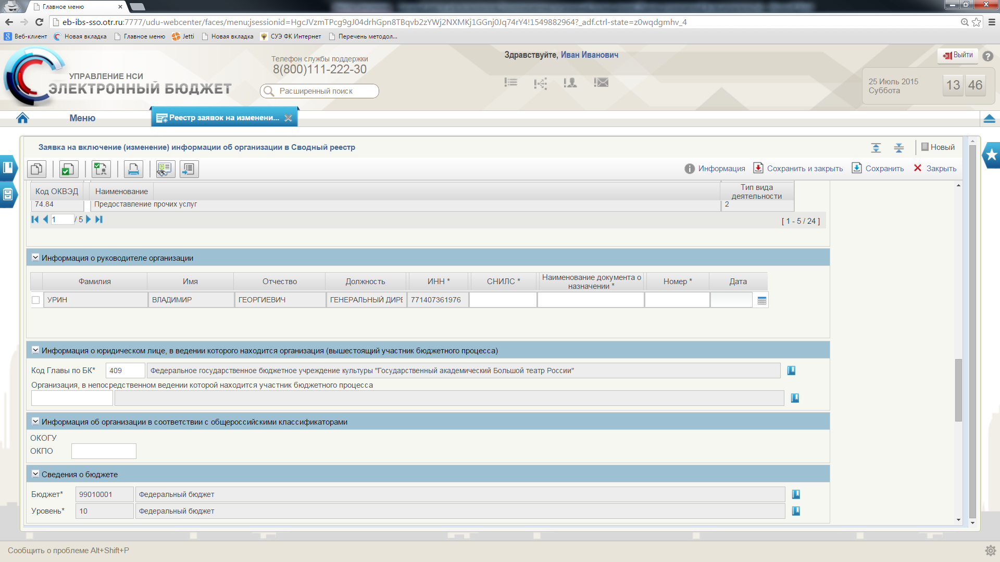 Главное меню
eb-ibs-sso.otr.ru:7777/udu-webcenter/faces/menu;jsessionid=HgcJVzmTPcg9gJ04drhGpn8TBqvb2zYWj2NXMKj1GGnj0Jq74rY4!1549882964?_adf.ctrl-state=z0wqdgmhv_4
Веб-клиент Новая вкладка Главное меню Jetti Новая вкладка СУЭ ФК Интернет Перечень методол...
УПРАВЛЕНИЕ НСИ
ЭЛЕКТРОННЫЙ БЮДЖЕТ
Телефон службы поддержки
8(800)111-222-30
Расширенный поиск
Здравствуйте, Иван Иванович
Выйти
25 Июль 2015
Суббота
13 46
Меню
Реестр заявок на изменени...
Заявка на включение (изменение) информации об организации в Сводный реестр
Новый
Информация Сохранить и закрыть Сохранить Закрыть
Код ОКВЭД Наименование Тип вида деятельности
74.84 Предоставление прочих услуг 2
1 / 5 [ 1 - 5 / 24 ]
Информация о руководителе организации
Фамилия Имя Отчество Должность ИНН * СНИЛС * Наименование документа о назначении * Номер * Дата
УРИН ВЛАДИМИР ГЕОРГИЕВИЧ ГЕНЕРАЛЬНЫЙ ДИРЕ 771407361976
Информация о юридическом лице, в ведении которого находится организация (вышестоящий участник бюджетного процесса)
Код Главы по БК* 409 Федеральное государственное бюджетное учреждение культуры "Государственный академический Большой театр России"
Организация, в непосредственном ведении которой находится участник бюджетного процесса
Информация об организации в соответствии с общероссийскими классификаторами
ОКОГУ
ОКПО
Сведения о бюджете
Бюджет* 99010001 Федеральный бюджет
Уровень* 10 Федеральный бюджет
Сообщить о проблеме Alt+Shift+P